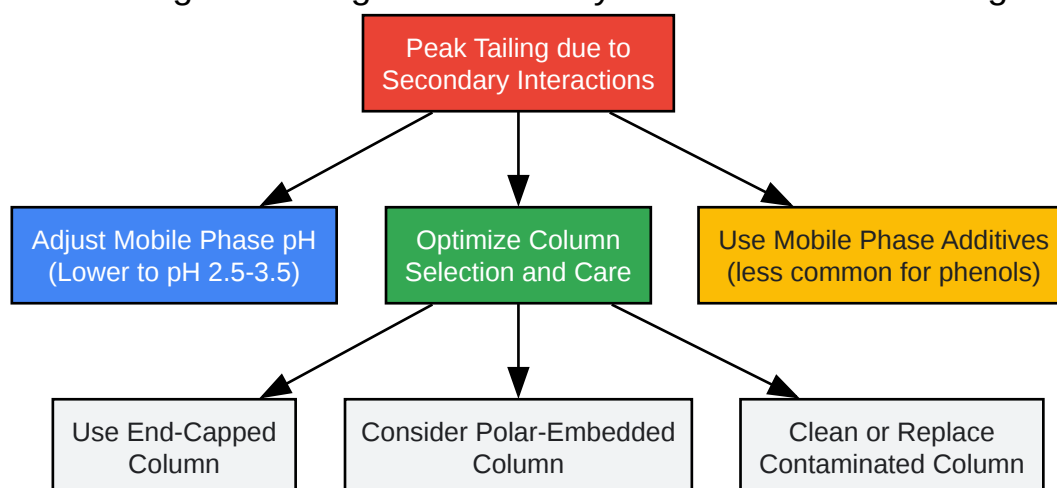 Peak Tailing due to
Secondary Interactions
Adjust Mobile Phase pH
(Lower to pH 2.5-3.5)
Optimize Column
Selection and Care
Use Mobile Phase Additives
(less common for phenols)
Use End-Capped
Column
Consider Polar-Embedded
Column
Clean or Replace
Contaminated Column